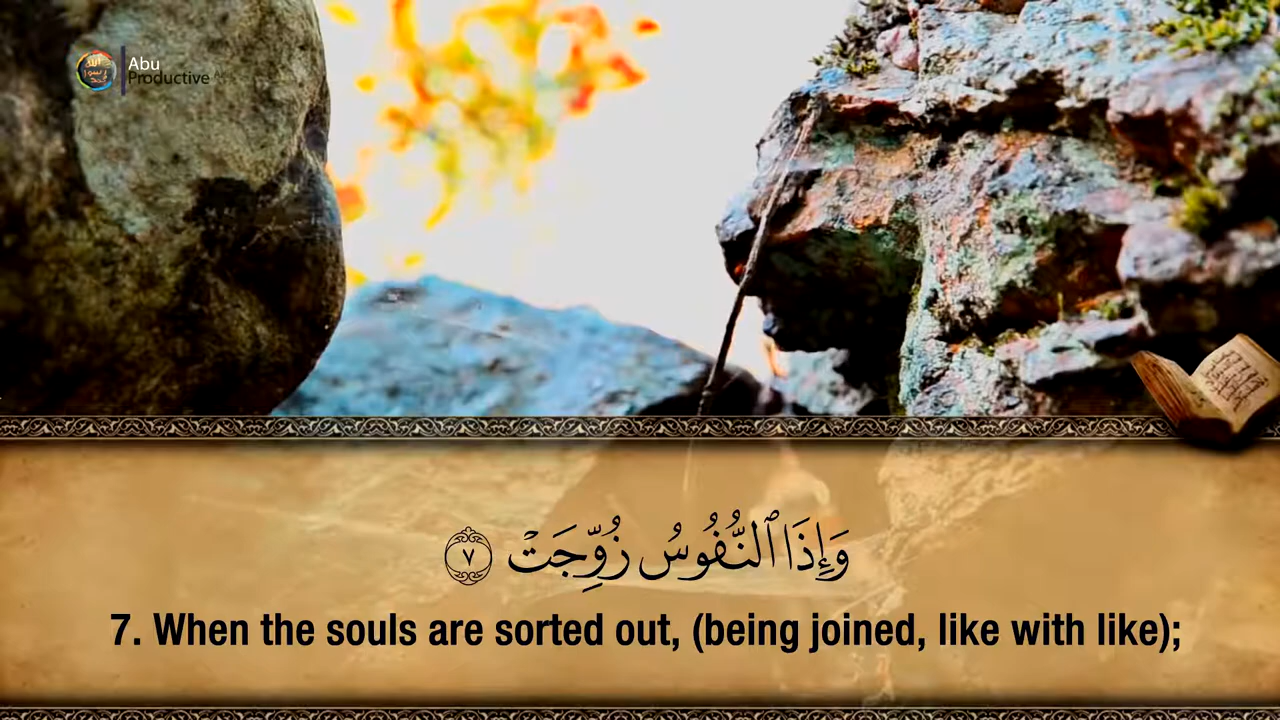 Abu
Productive
وَإِذَا ٱلنُّفُوسُ زُوِّجَتْ ٧
7. When the souls are sorted out, (being joined, like with like);